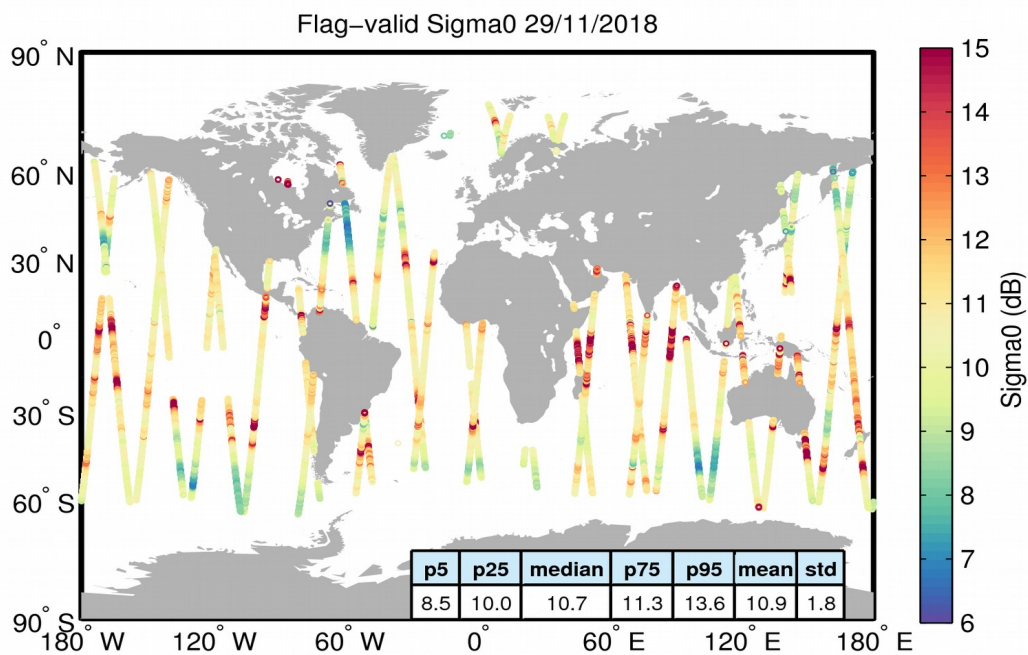 Flag−valid Sigma0 29/11/2018
90° N
60° N
30° N
0°
30° S
60° S
90° S
180° W
120° W
60° W
0°
60° E
120° E
180° E
p5 p25 median p75 p95 mean std
8.5 10.0 10.7 11.3 13.6 10.9 1.8
15
14
13
12
11
10
9
8
7
6
Sigma0 (dB)